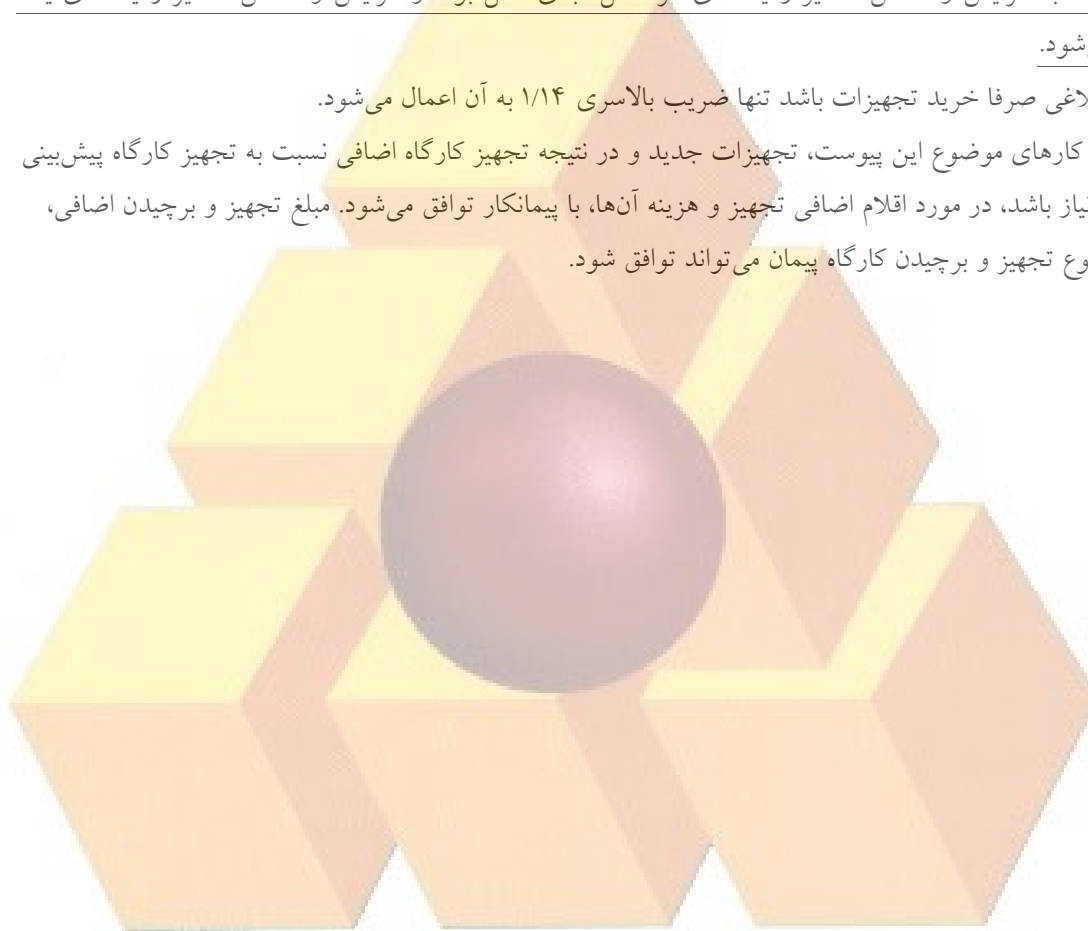 شود.
صرفا خرید تجهیزات باشد تنها ضریب بالاسری ۱/۱۴ به آن اعمال می‌شود.
کارهای موضوع این پیوست، تجهیزات جدید و در نتیجه تجهیز کارگاه اضافی نسبت به تجهیز کارگاه پیش‌بینی
باشد، در مورد اقلام اضافی تجهیز و هزینه آن‌ها، با پیمانکار توافق می‌شود. مبلغ تجهیز و برچیدن اضافی،
تجهیز و برچیدن کارگاه پیمان می‌تواند توافق شود.